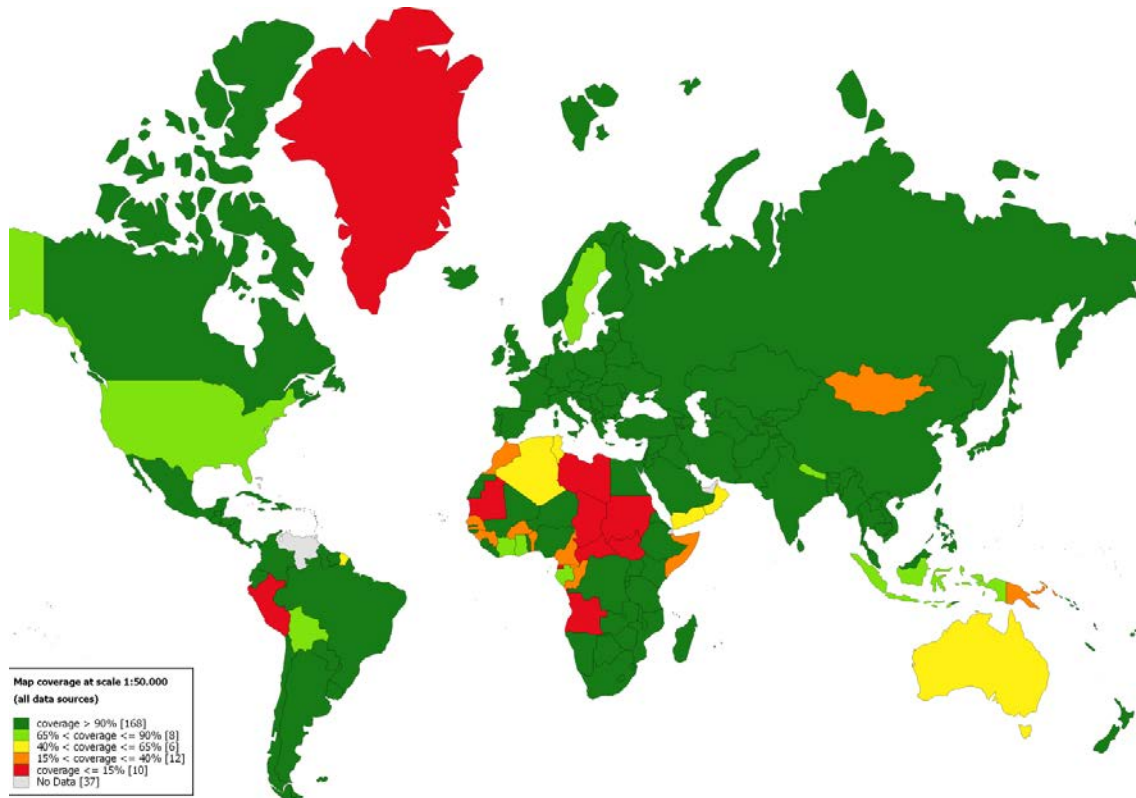 Map coverage at scale 1:50.000
(all data sources)
coverage > 90% [168]
65% < coverage <= 90% [8]
40% < coverage <= 65% [6]
15% < coverage <= 40% [12]
coverage <= 15% [10]
No Data [37]